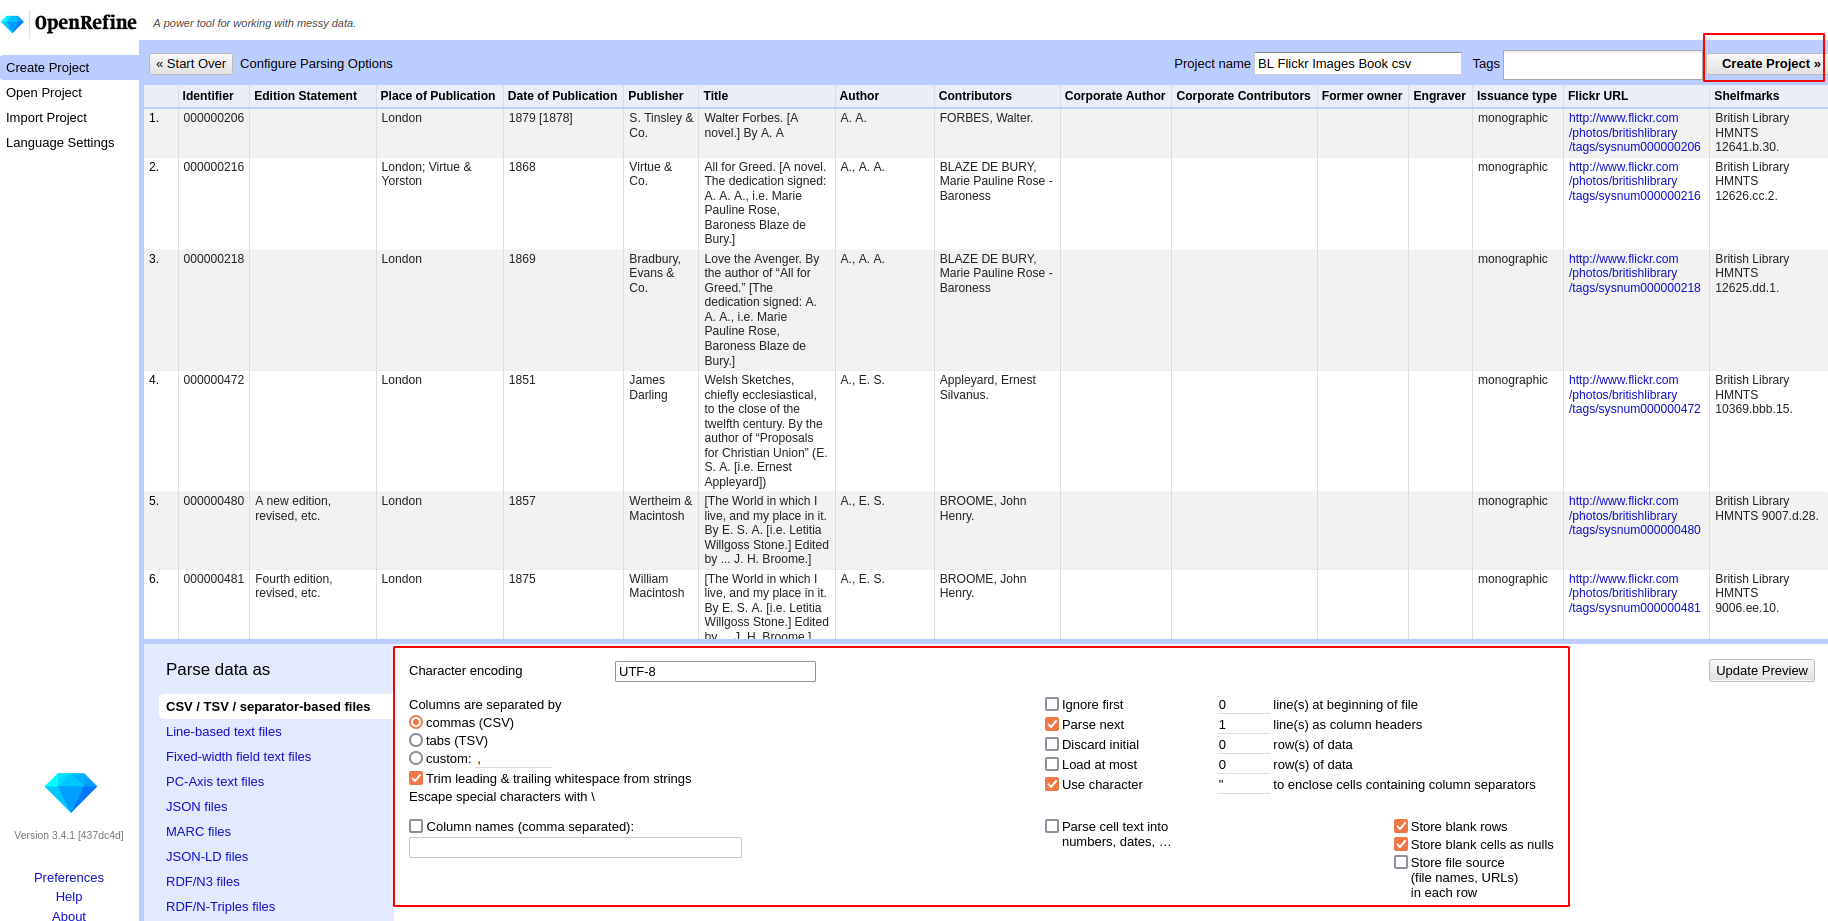 OpenRefine
A power tool for working with messy data.
Create Project
Open Project
Import Project
Language Settings
« Start Over Configure Parsing Options Project name BL Flickr Images Book csv Tags Create Project »
Identifier Edition Statement Place of Publication Date of Publication Publisher Title Author Contributors Corporate Author Corporate Contributors Former owner Engraver Issuance type Flickr URL Shelfmarks
1. 000000206 London 1879 [1878] S. Tinsley & Walter Forbes. [A A. A. FORBES, Walter. monographic http://www.flickr.com British Library
Co. novel.] By A. A /photos/britishlibrary HMNTS
/tags/sysnum000000206 12641.b.30.
2. 000000216 London; Virtue & 1868 Virtue & All for Greed. [A novel. A., A. A. BLAZE DE BURY, monographic http://www.flickr.com British Library
Yorston Co. The dedication signed: Marie Pauline Rose - /photos/britishlibrary HMNTS
A. A. A., i.e. Marie Baroness /tags/sysnum000000216 12626.cc.2.
Pauline Rose,
Baroness Blaze de
Bury.]
3. 000000218 London 1869 Bradbury, Love the Avenger. By A., A. A. BLAZE DE BURY, monographic http://www.flickr.com British Library
Evans & the author of “All for Marie Pauline Rose - /photos/britishlibrary HMNTS
Co. Greed.” [The Baroness /tags/sysnum000000218 12625.dd.1.
dedication signed: A.
A. A., i.e. Marie
Pauline Rose,
Baroness Blaze de
Bury.]
4. 000000472 London 1851 James Welsh Sketches, A., E. S. Appleyard, Ernest monographic http://www.flickr.com British Library
Darling chiefly ecclesiastical, Silvanus. /photos/britishlibrary HMNTS
to the close of the /tags/sysnum000000472 10369.bbb.15.
twelfth century. By the
author of “Proposals
for Christian Union” (E.
S. A. [i.e. Ernest
Appleyard])
5. 000000480 A new edition, London 1857 Wertheim & [The World in which I A., E. S. BROOME, John monographic http://www.flickr.com British Library
revised, etc. Macintosh live, and my place in it. Henry. /photos/britishlibrary HMNTS 9007.d.28.
By E. S. A. [i.e. Letitia /tags/sysnum000000480
Willgoss Stone.] Edited
by ... J. H. Broome.]
6. 000000481 Fourth edition, London 1875 William [The World in which I A., E. S. BROOME, John monographic http://www.flickr.com British Library
revised, etc. Macintosh live, and my place in it. Henry. /photos/britishlibrary HMNTS
By E. S. A. [i.e. Letitia /tags/sysnum000000481 9006.ee.10.
Willgoss Stone.] Edited
by ... J. H. Broome.]
Parse data as
CSV / TSV / separator-based files
Line-based text files
Fixed-width field text files
PC-Axis text files
JSON files
MARC files
JSON-LD files
RDF/N3 files
RDF/N-Triples files
Character encoding UTF-8
Update Preview
Columns are separated by
commas (CSV)
tabs (TSV)
custom: ,
Trim leading & trailing whitespace from strings
Escape special characters with \
Column names (comma separated):
Ignore first 0 line(s) at beginning of file
Parse next 1 line(s) as column headers
Discard initial 0 row(s) of data
Load at most 0 row(s) of data
Use character " to enclose cells containing column separators
Parse cell text into
numbers, dates, ...
Store blank rows
Store blank cells as nulls
Store file source
(file names, URLs)
in each row
Version 3.4.1 [437dc4d]
Preferences
Help
About